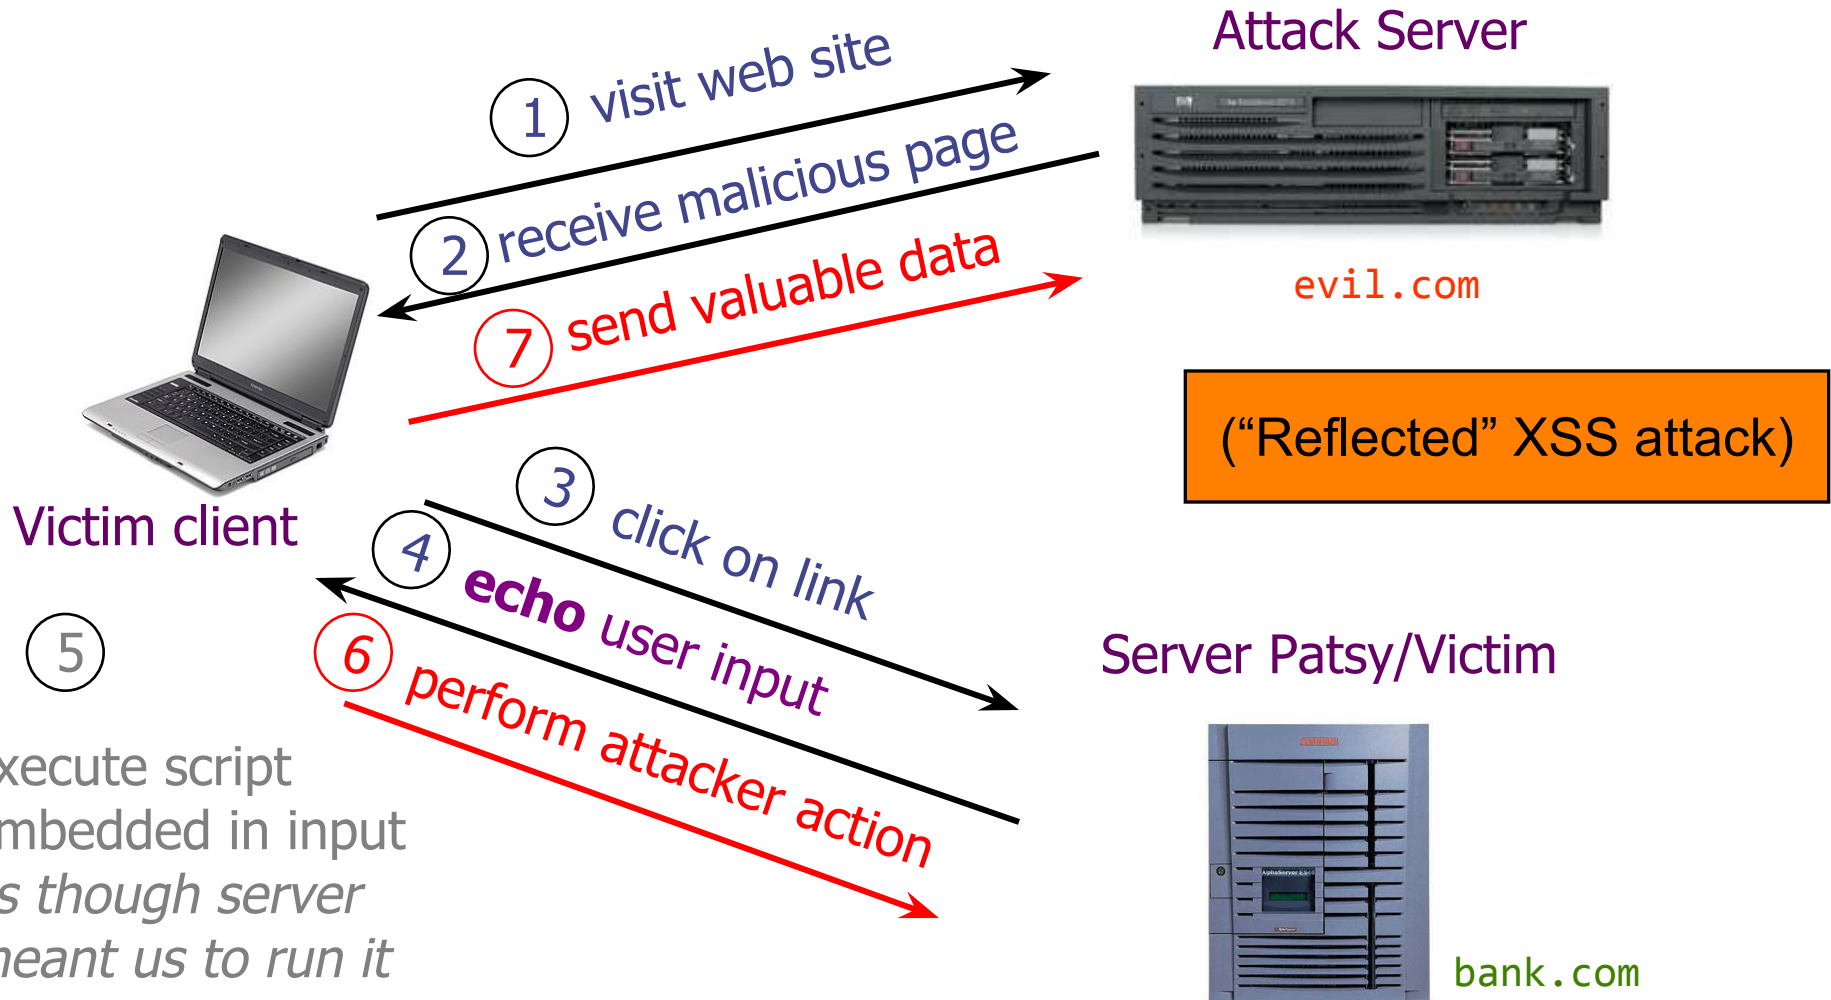 Attack Server
1 visit web site
2 receive malicious page
7 send valuable data
evil.com
(“Reflected” XSS attack)
Victim client
3 click on link
4 echo user input
6 perform attacker action
5
xecute script
mbedded in input
s though server
neant us to run it
Server Patsy/Victim
AlphaServer ES40
bank.com